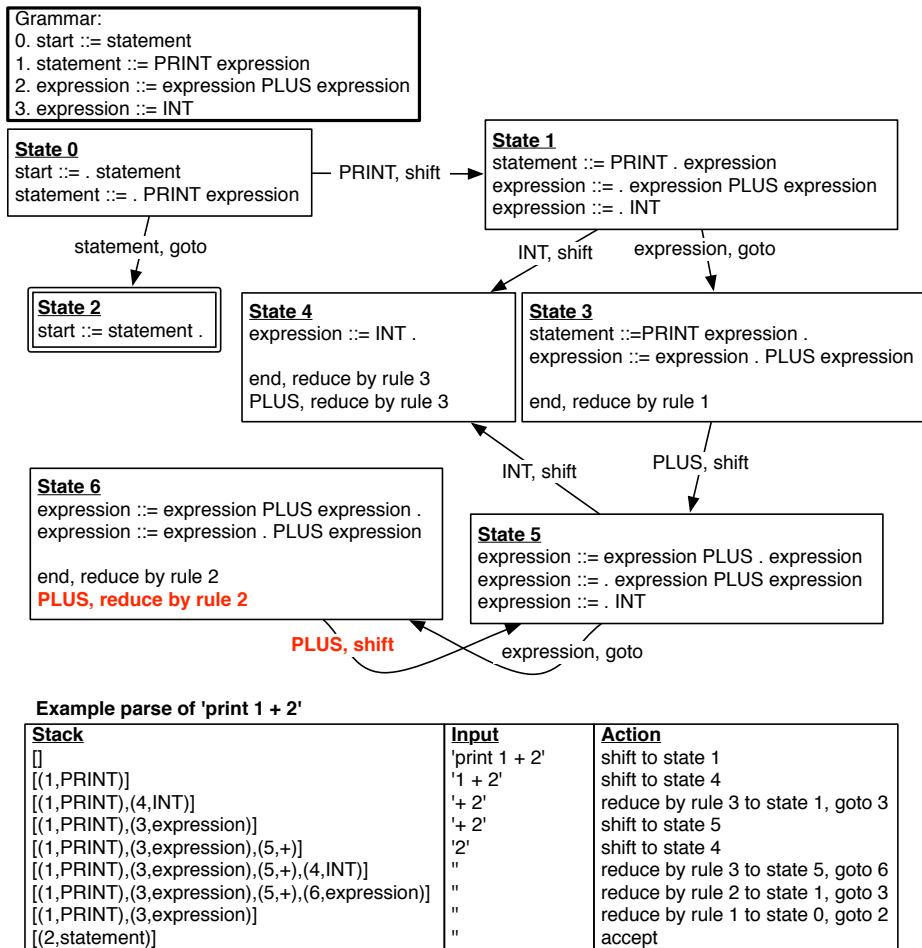 Grammar:
0. start ::= statement
1. statement ::= PRINT expression
2. expression ::= expression PLUS expression
3. expression ::= INT
State 0
start ::= . statement
statement ::= . PRINT expression
PRINT, shift
State 1
statement ::= PRINT . expression
expression ::= . expression PLUS expression
expression ::= . INT
statement, goto
INT, shift
expression, goto
State 2
start ::= statement .
State 4
expression ::= INT .
end, reduce by rule 3
PLUS, reduce by rule 3
State 3
statement ::=PRINT expression .
expression ::= expression . PLUS expression
end, reduce by rule 1
INT, shift
PLUS, shift
State 6
expression ::= expression PLUS expression .
expression ::= expression . PLUS expression
end, reduce by rule 2
PLUS, reduce by rule 2
State 5
expression ::= expression PLUS . expression
expression ::= . expression PLUS expression
expression ::= . INT
PLUS, shift
expression, goto
Example parse of 'print 1 + 2'
Stack Input Action
[] 'print 1 + 2' shift to state 1
[(1,PRINT)] '1 + 2' shift to state 4
[(1,PRINT),(4,INT)] '+ 2' reduce by rule 3 to state 1, goto 3
[(1,PRINT),(3,expression)] '+ 2' shift to state 5
[(1,PRINT),(3,expression),(5,+)] '2' shift to state 4
[(1,PRINT),(3,expression),(5,+),(4,INT)] '' reduce by rule 3 to state 5, goto 6
[(1,PRINT),(3,expression),(5,+),(6,expression)] '' reduce by rule 2 to state 1, goto 3
[(1,PRINT),(3,expression)] '' reduce by rule 1 to state 0, goto 2
[(2,statement)] '' accept